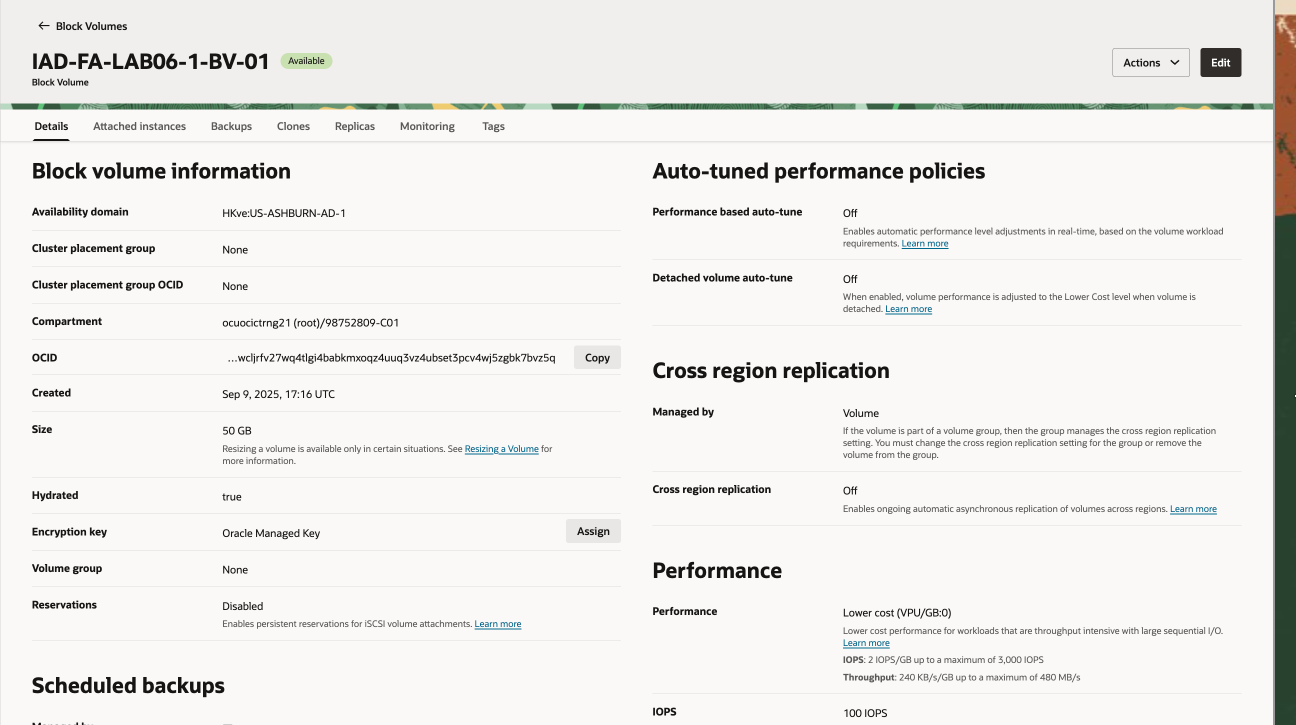 Block Volumes
IAD-FA-LAB06-1-BV-01 Available
Block Volume
Actions Edit
Details Attached instances Backups Clones Replicas Monitoring Tags
Block volume information
Availability domain HKve:US-ASHBURN-AD-1
Cluster placement group None
Cluster placement group OCID None
Compartment ocuocictrng21 (root)/98752809-C01
OCID ...wcljrfv27wq4tlgi4babkmxoqz4uuq3vz4ubset3pcv4wj5zgbk7bvz5q Copy
Created Sep 9, 2025, 17:16 UTC
Size 50 GB
Resizing a volume is available only in certain situations. See Resizing a Volume for
more information.
Hydrated true
Encryption key Oracle Managed Key Assign
Volume group None
Reservations Disabled
Enables persistent reservations for iSCSI volume attachments. Learn more
Scheduled backups
Auto-tuned performance policies
Performance based auto-tune Off
Enables automatic performance level adjustments in real-time, based on the volume workload
requirements. Learn more
Detached volume auto-tune Off
When enabled, volume performance is adjusted to the Lower Cost level when volume is
detached. Learn more
Cross region replication
Managed by Volume
If the volume is part of a volume group, then the group manages the cross region replication
setting. You must change the cross region replication setting for the group or remove the
volume from the group.
Cross region replication Off
Enables ongoing automatic asynchronous replication of volumes across regions. Learn more
Performance
Performance Lower cost (VPU/GB:0)
Lower cost performance for workloads that are throughput intensive with large sequential I/O.
Learn more
IOPS: 2 IOPS/GB up to a maximum of 3,000 IOPS
Throughput: 240 KB/s/GB up to a maximum of 480 MB/s
IOPS 100 IOPS